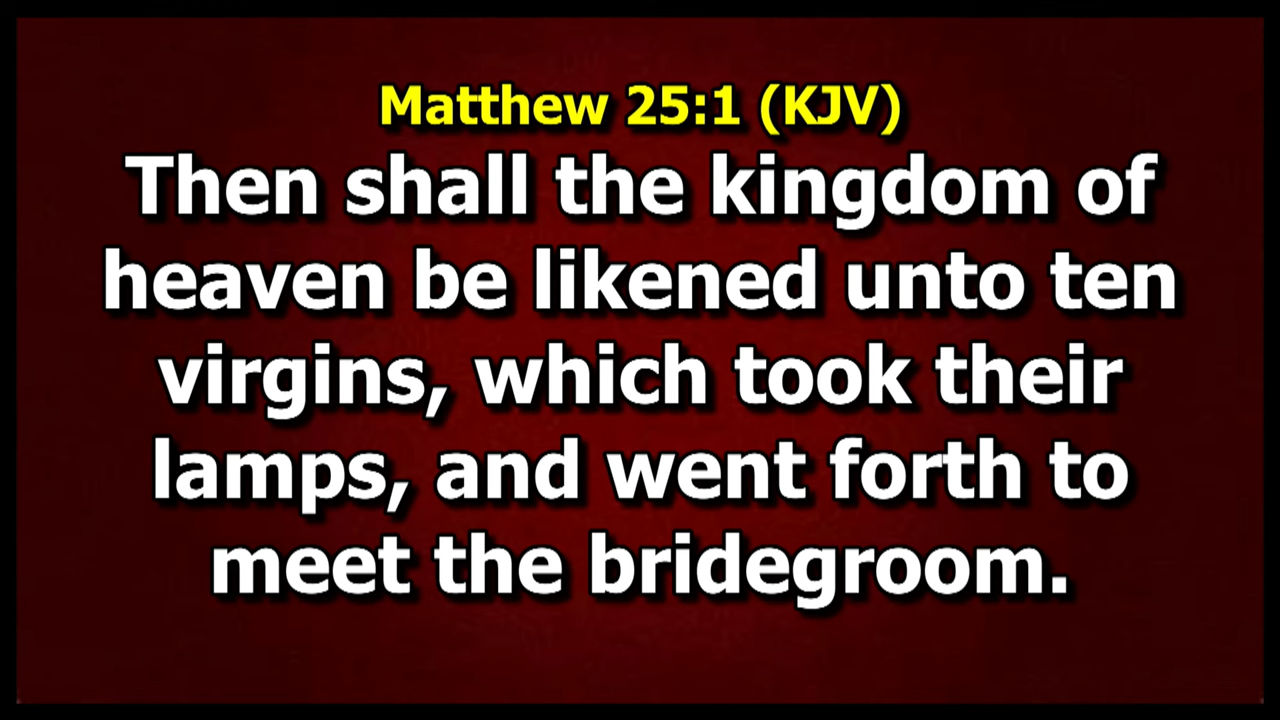 Matthew 25:1 (KJV)
Then shall the kingdom of
heaven be likened unto ten
virgins, which took their
lamps, and went forth to
meet the bridegroom.